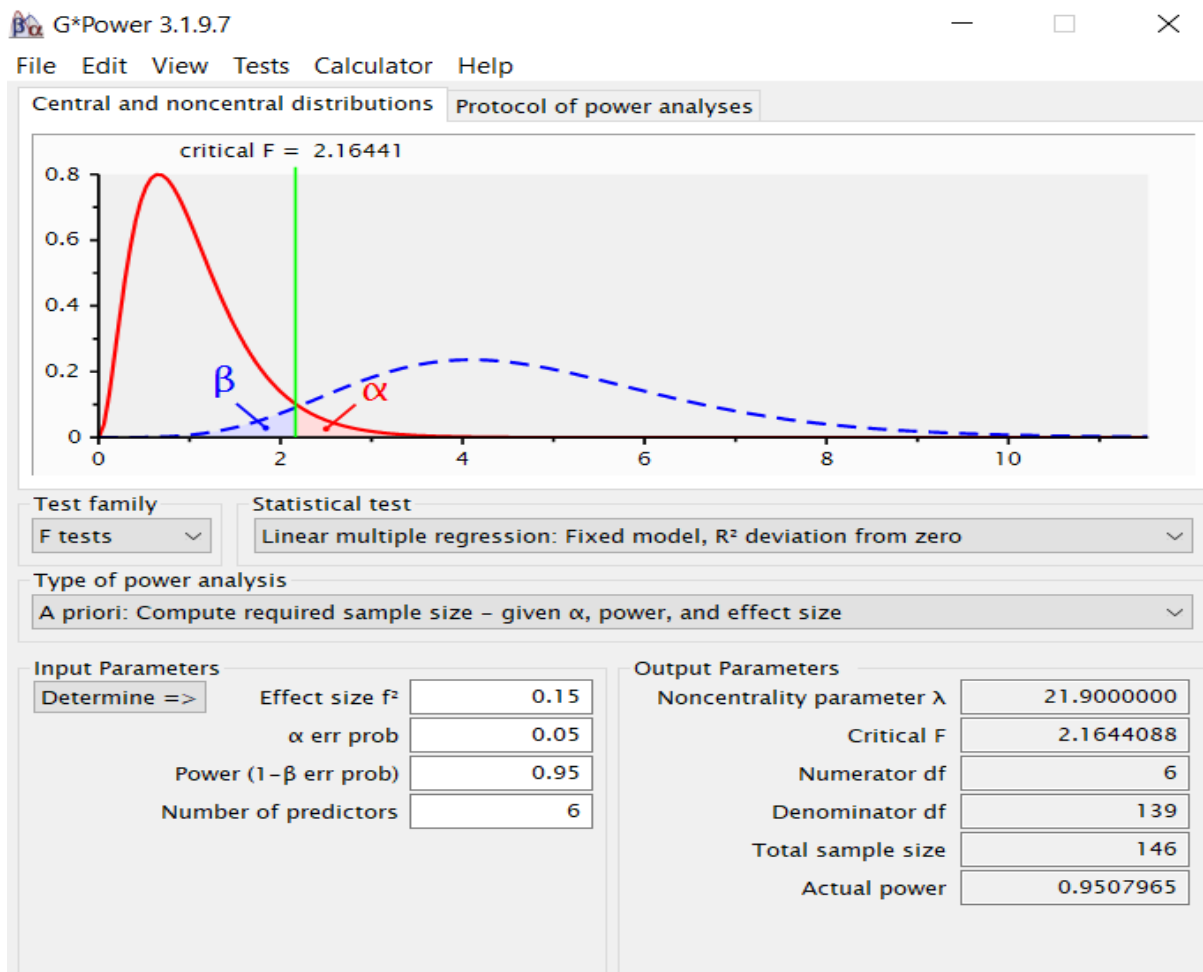 βα G*Power 3.1.9.7
File Edit View Tests Calculator Help
Central and noncentral distributions Protocol of power analyses
critical F = 2.16441
0.8
0.6
0.4
0.2
0
β
α
0 2 4 6 8 10
Test family Statistical test
F tests Linear multiple regression: Fixed model, R² deviation from zero
Type of power analysis
A priori: Compute required sample size – given α, power, and effect size
Input Parameters Output Parameters
Determine => Effect size f² 0.15 Noncentrality parameter λ 21.9000000
α err prob 0.05 Critical F 2.1644088
Power (1-β err prob) 0.95 Numerator df 6
Number of predictors 6 Denominator df 139
Total sample size 146
Actual power 0.9507965